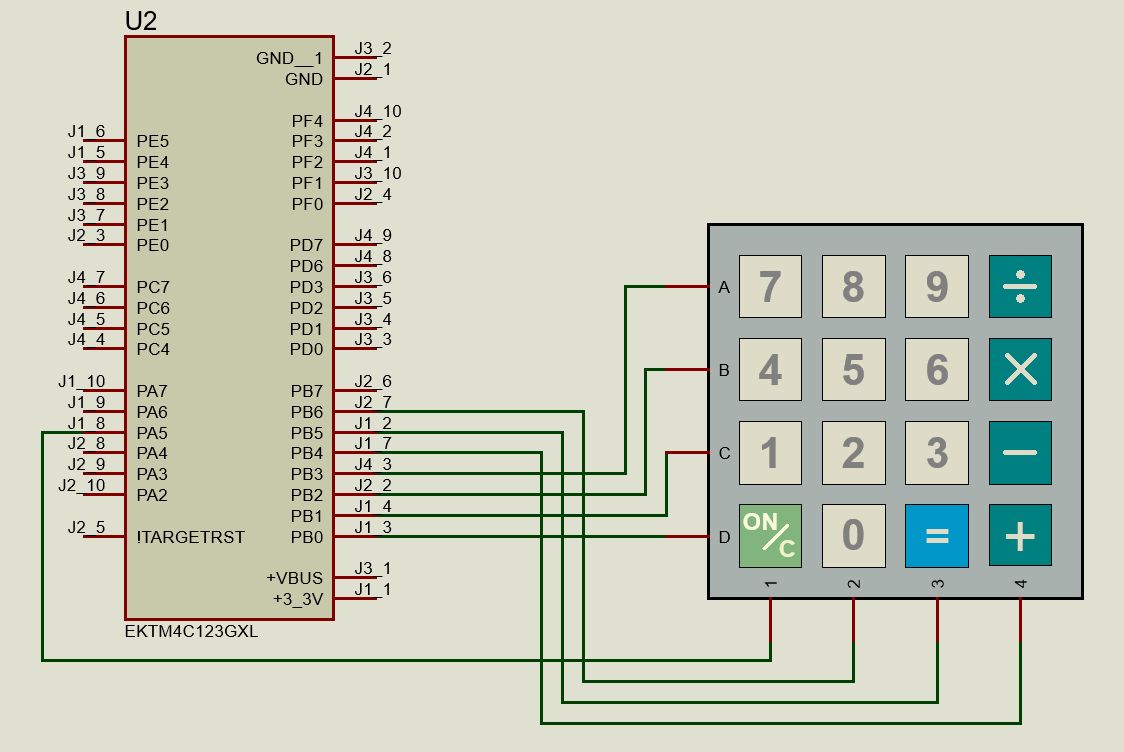 U2
GND__1 J3_2
GND J2_1
PF4 J4_10
J1_6 PE5 PF3 J4_2
J1_5 PE4 PF2 J4_1
J3_9 PE3 PF1 J3_10
J3_8 PE2 PF0 J2_4
J3_7 PE1
J2_3 PE0 PD7 J4_9
PD6 J4_8
J4_7 PC7 PD3 J3_6
J4_6 PC6 PD2 J3_5
J4_5 PC5 PD1 J3_4
J4_4 PC4 PD0 J3_3
J1_10 PA7 PB7 J2_6
J1_9 PA6 PB6 J2_7
J1_8 PA5 PB5 J1_2
J2_8 PA4 PB4 J1_7
J2_9 PA3 PB3 J4_3
J2_10 PA2 PB2 J2_2
PB1 J1_4
J2_5 !TARGETRST PB0 J1_3
+VBUS J3_1
+3_3V J1_1
EKTM4C123GXL
A 7 8 9 ÷
B 4 5 6 ×
C 1 2 3 −
D ON/C 0 = +
1 2 3 4